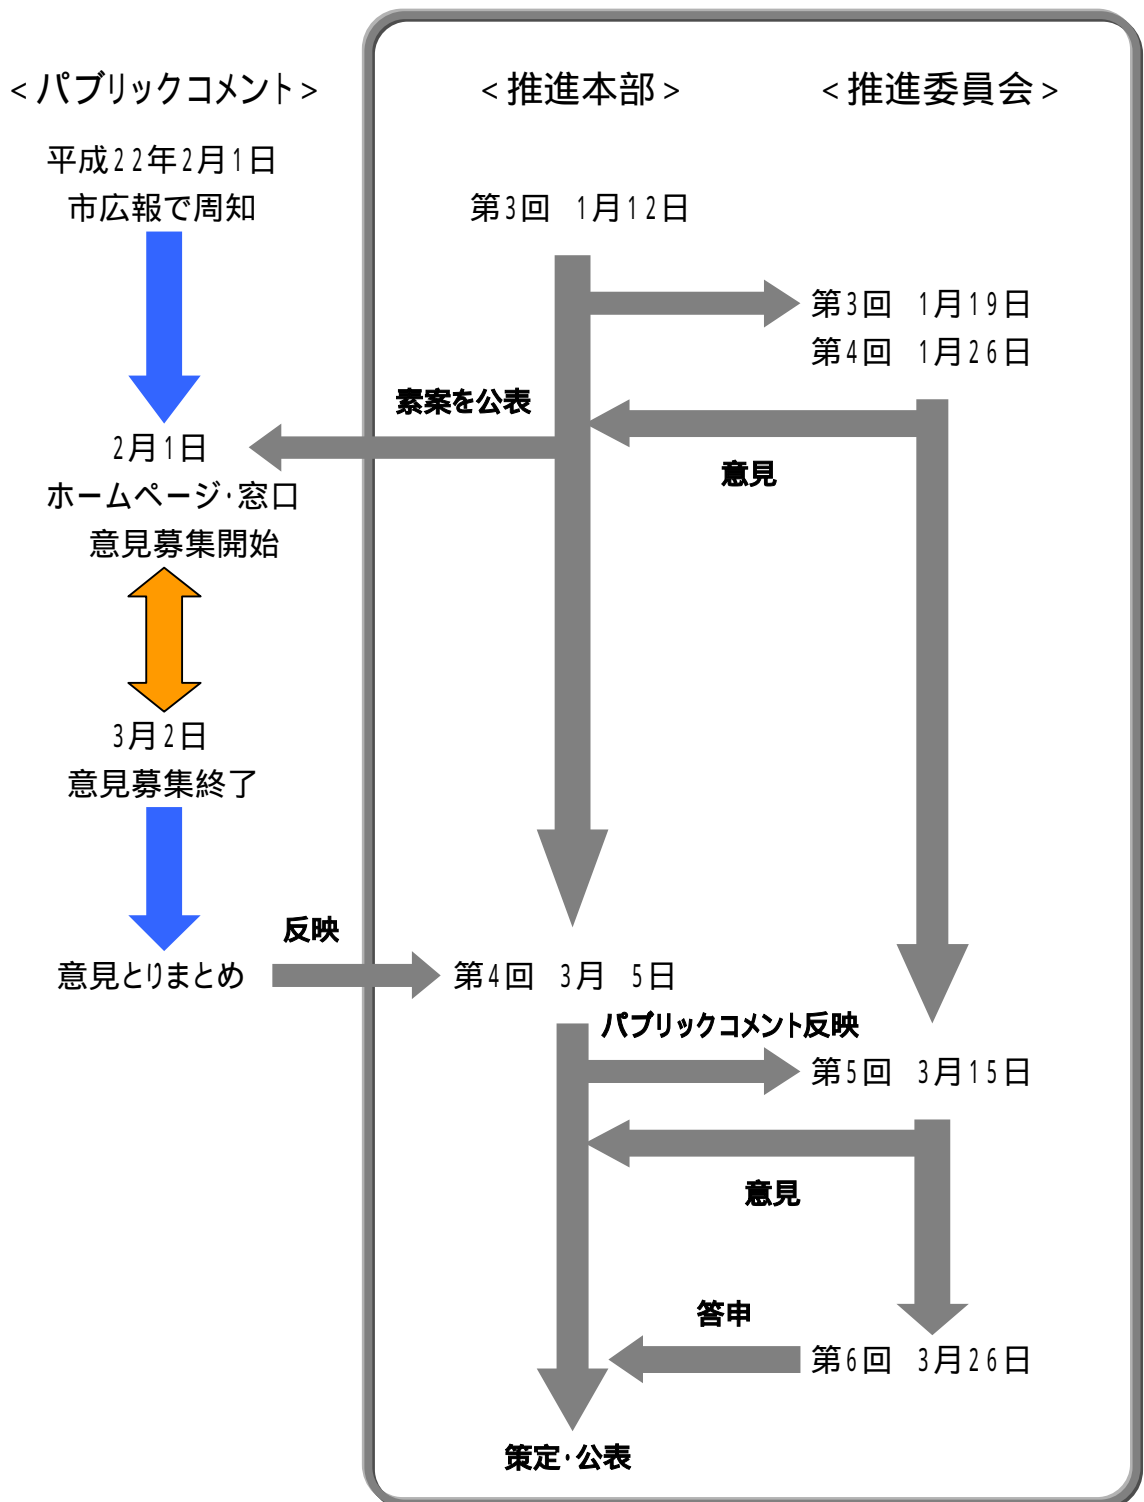 ＜パブリックコメント＞
＜推進本部＞
＜推進委員会＞
平成22年2月1日
市広報で周知
第3回　1月12日
第3回　1月19日
第4回　1月26日
素案を公表
2月1日
ホームページ・窓口
意見募集開始
意見
3月2日
意見募集終了
反映
意見とりまとめ
第4回　3月　5日
パブリックコメント反映
第5回　3月15日
意見
答申
第6回　3月26日
策定・公表